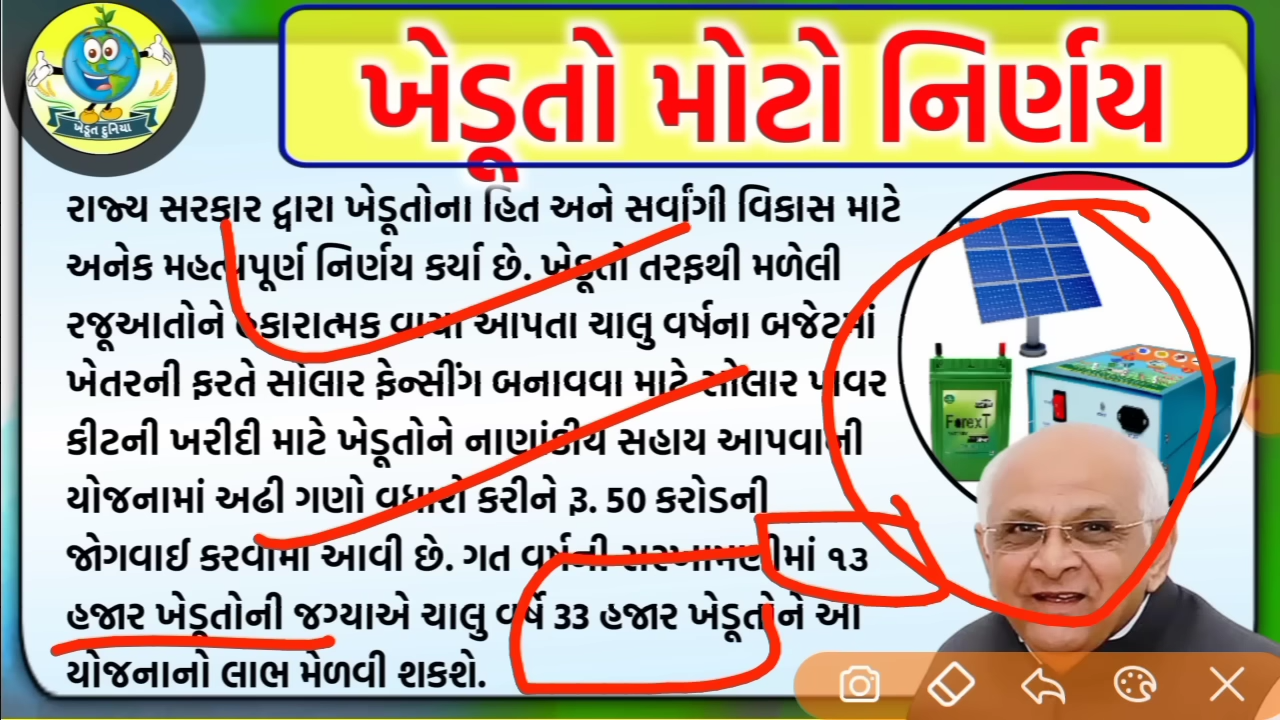 ખેડૂત દુનિયા
ખેડૂતો મોટો નિર્ણય
રાજ્ય સરકાર દ્વારા ખેડૂતોના હિત અને સર્વાંગી વિકાસ માટે
અનેક મહત્વપૂર્ણ નિર્ણય કર્યા છે. ખેડૂતો તરફથી મળેલી
રજૂઆતોને હકારાત્મક વાચા આપતા ચાલુ વર્ષના બજેટમાં
ખેતરની ફરતે સોલાર ફેન્સીંગ બનાવવા માટે સોલાર પાવર
કીટની ખરીદી માટે ખેડૂતોને નાણાંકીય સહાય આપવાની
યોજનામાં અઢી ગણો વધારો કરીને રૂ. 50 કરોડની
જોગવાઈ કરવામાં આવી છે. ગત વર્ષની સરખામણીમાં ૧૩
હજાર ખેડૂતોની જગ્યાએ ચાલુ વર્ષે 33 હજાર ખેડૂતોને આ
યોજનાનો લાભ મેળવી શકશે.
ForexT